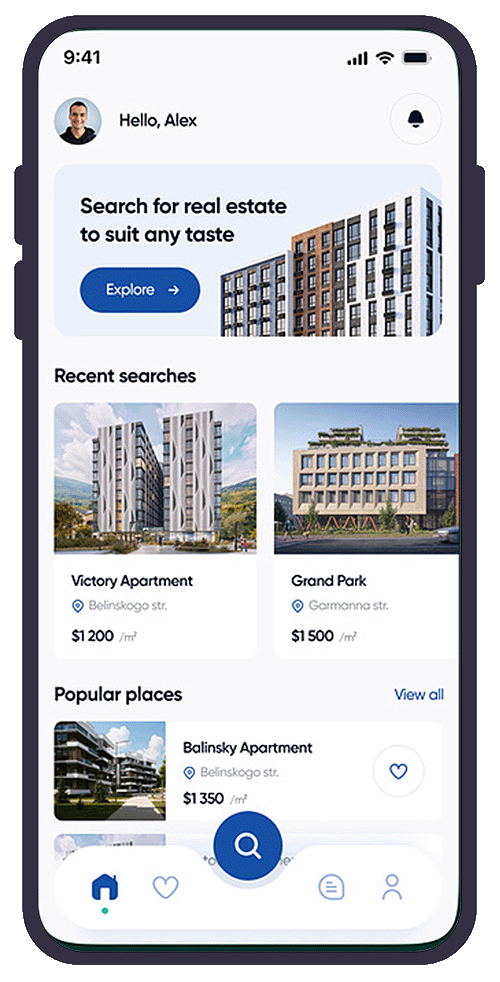 9:41
Hello, Alex
Search for real estate
to suit any taste
Explore →
Recent searches
Victory Apartment
Belinskogo str.
$1 200 /m²
Grand Park
Garmanna str.
$1 500 /m²
Popular places
View all
Balinsky Apartment
Belinskogo str.
$1 350 /m²